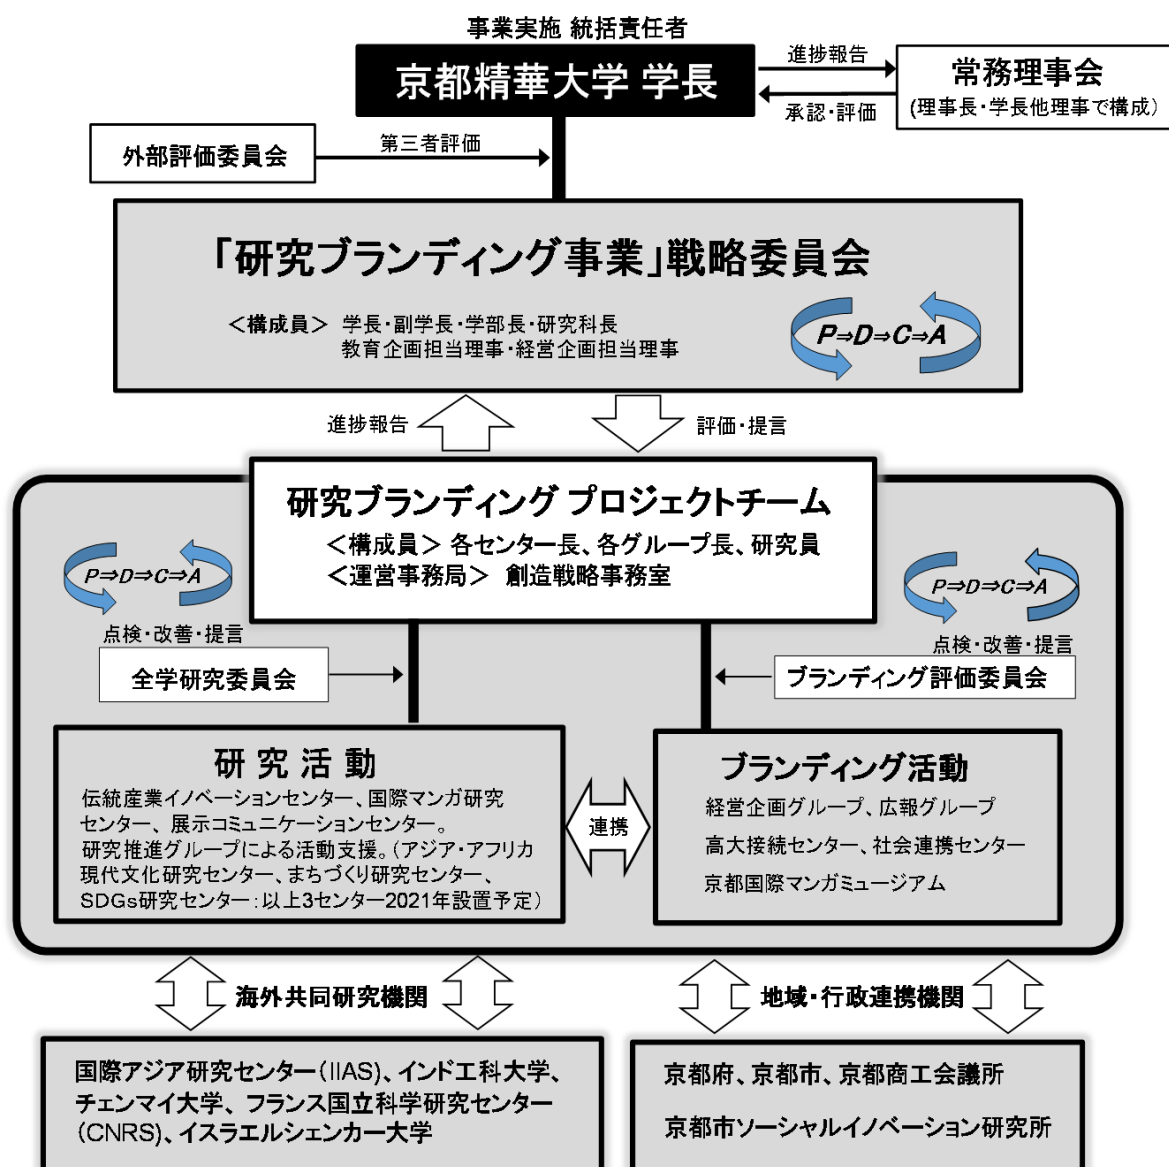 事業実施 統括責任者
京都精華大学 学長
進捗報告
承認・評価
常務理事会
(理事長・学長他理事で構成)
外部評価委員会
第三者評価
「研究ブランディング事業」戦略委員会
＜構成員＞ 学長・副学長・学部長・研究科長
教育企画担当理事・経営企画担当理事
P⇒D⇒C⇒A
進捗報告
評価・提言
研究ブランディング プロジェクトチーム
＜構成員＞ 各センター長、各グループ長、研究員
＜運営事務局＞ 創造戦略事務室
P⇒D⇒C⇒A
点検・改善・提言
全学研究委員会
P⇒D⇒C⇒A
点検・改善・提言
ブランディング評価委員会
研 究 活 動
伝統産業イノベーションセンター、国際マンガ研究
センター、展示コミュニケーションセンター。
研究推進グループによる活動支援。(アジア・アフリカ
現代文化研究センター、まちづくり研究センター、
SDGs研究センター：以上3センター2021年設置予定)
連携
ブランディング活動
経営企画グループ、広報グループ
高大接続センター、社会連携センター
京都国際マンガミュージアム
海外共同研究機関
地域・行政連携機関
国際アジア研究センター(IIAS)、インド工科大学、
チェンマイ大学、フランス国立科学研究センター
(CNRS)、イスラエルシェンカー大学
京都府、京都市、京都商工会議所
京都市ソーシャルイノベーション研究所